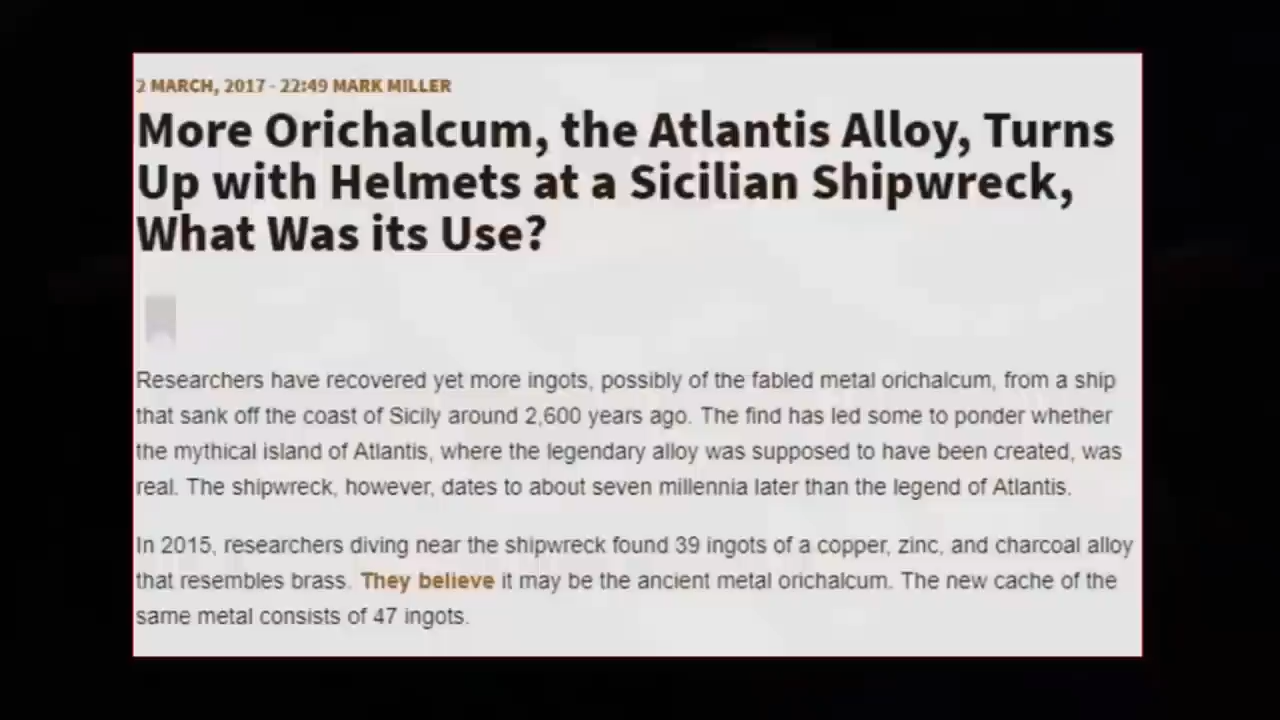 2 MARCH, 2017 - 22:49 MARK MILLER
More Orichalcum, the Atlantis Alloy, Turns
Up with Helmets at a Sicilian Shipwreck,
What Was its Use?
Researchers have recovered yet more ingots, possibly of the fabled metal orichalcum, from a ship
that sank off the coast of Sicily around 2,600 years ago. The find has led some to ponder whether
the mythical island of Atlantis, where the legendary alloy was supposed to have been created, was
real. The shipwreck, however, dates to about seven millennia later than the legend of Atlantis.
In 2015, researchers diving near the shipwreck found 39 ingots of a copper, zinc, and charcoal alloy
that resembles brass. They believe it may be the ancient metal orichalcum. The new cache of the
same metal consists of 47 ingots.